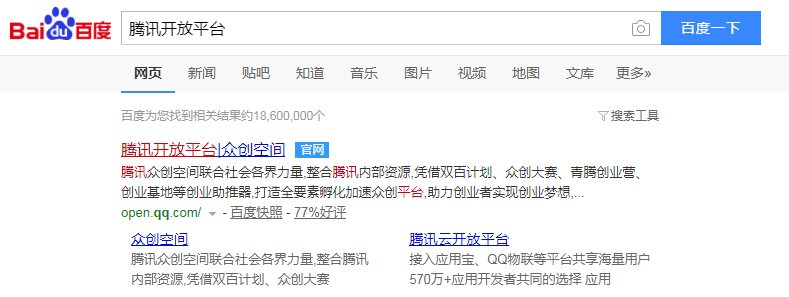 Bai du 百度 腾讯开放平台 百度一下
网页 新闻 贴吧 知道 音乐 图片 视频 地图 文库 更多»
百度为您找到相关结果约18,600,000个 搜索工具
腾讯开放平台|众创空间 官网
腾讯众创空间联合社会各界力量,整合腾讯内部资源,凭借双百计划、众创大赛、青腾创业营、
创业基地等创业助推器,打造全要素孵化加速众创平台,助力创业者实现创业梦想,...
open.qq.com/ - 百度快照 - 77%好评
众创空间 腾讯云开放平台
腾讯众创空间联合社会各界力量,整合腾讯 接入应用宝、QQ物联等平台共享海量用户
内部资源,凭借双百计划、众创大赛 570万+应用开发者共同的选择 应用